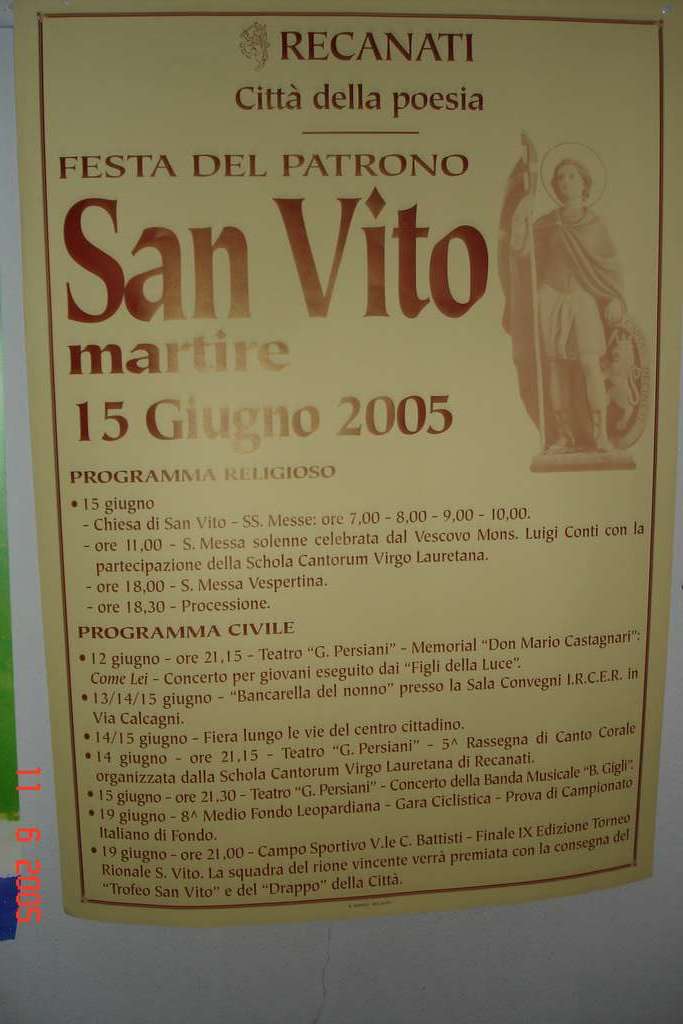 RECANATI
Città della poesia
FESTA DEL PATRONO
San Vito
martire
15 Giugno 2005
PROGRAMMA RELIGIOSO
• 15 giugno
- Chiesa di San Vito - SS. Messe: ore 7,00 - 8,00 - 9,00 - 10,00.
- ore 11,00 - S. Messa solenne celebrata dal Vescovo Mons. Luigi Conti con la
partecipazione della Schola Cantorum Virgo Lauretana.
- ore 18,00 - S. Messa Vespertina.
- ore 18,30 - Processione.
PROGRAMMA CIVILE
• 12 giugno - ore 21,15 - Teatro "G. Persiani" - Memorial "Don Mario Castagnari":
Come Lei - Concerto per giovani eseguito dai "Figli della Luce".
• 13/14/15 giugno - "Bancarella del nonno" presso la Sala Convegni I.R.C.E.R. in
Via Calcagni.
• 14/15 giugno - Fiera lungo le vie del centro cittadino.
• 14 giugno - ore 21,15 - Teatro "G. Persiani" - 5^ Rassegna di Canto Corale
organizzata dalla Schola Cantorum Virgo Lauretana di Recanati.
• 15 giugno - ore 21.30 - Teatro "G. Persiani" - Concerto della Banda Musicale "B. Gigli".
• 19 giugno - 8^ Medio Fondo Leopardiana - Gara Ciclistica - Prova di Campionato
Italiano di Fondo.
• 19 giugno - ore 21,00 - Campo Sportivo V.le C. Battisti - Finale IX Edizione Torneo
Rionale S. Vito. La squadra del rione vincente verrà premiata con la consegna del
"Trofeo San Vito" e del "Drappo" della Città.
11 6 2005